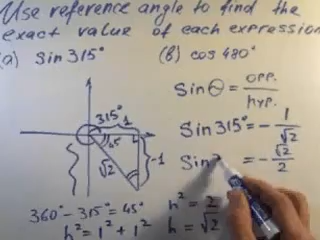 Use reference angle to find the
exact value of each expression
(a) sin 315° (b) cos 480°
Sinθ = opp. / hyp.
315° 1
45
√2
-1
Sin 315° = - 1/√2
Sin = - √2/2
360° - 315° = 45°
h² = 1² + 1²
h² = 2
h = √2